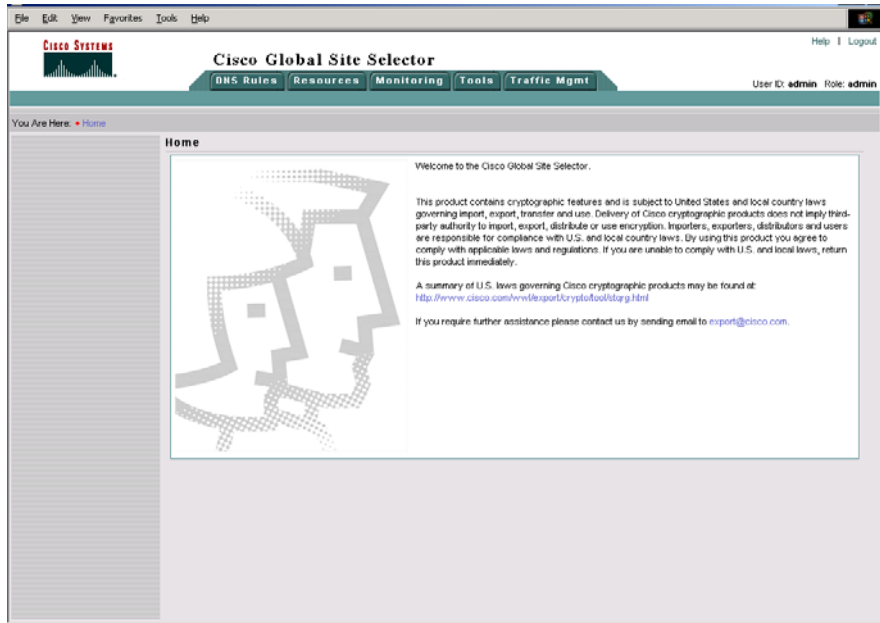 File Edit View Favorites Tools Help
CISCO SYSTEMS
Help | Logout
Cisco Global Site Selector
DNS Rules Resources Monitoring Tools Traffic Mgmt
User ID: admin Role: admin
You Are Here: • Home
Home
Welcome to the Cisco Global Site Selector.
This product contains cryptographic features and is subject to United States and local country laws
governing import, export, transfer and use. Delivery of Cisco cryptographic products does not imply third-
party authority to import, export, distribute or use encryption. Importers, exporters, distributors and users
are responsible for compliance with U.S. and local country laws. By using this product you agree to
comply with applicable laws and regulations. If you are unable to comply with U.S. and local laws, return
this product immediately.
A summary of U.S. laws governing Cisco cryptographic products may be found at:
http://www.cisco.com/wwl/export/crypto/tool/stqrg.html
If you require further assistance please contact us by sending email to export@cisco.com.